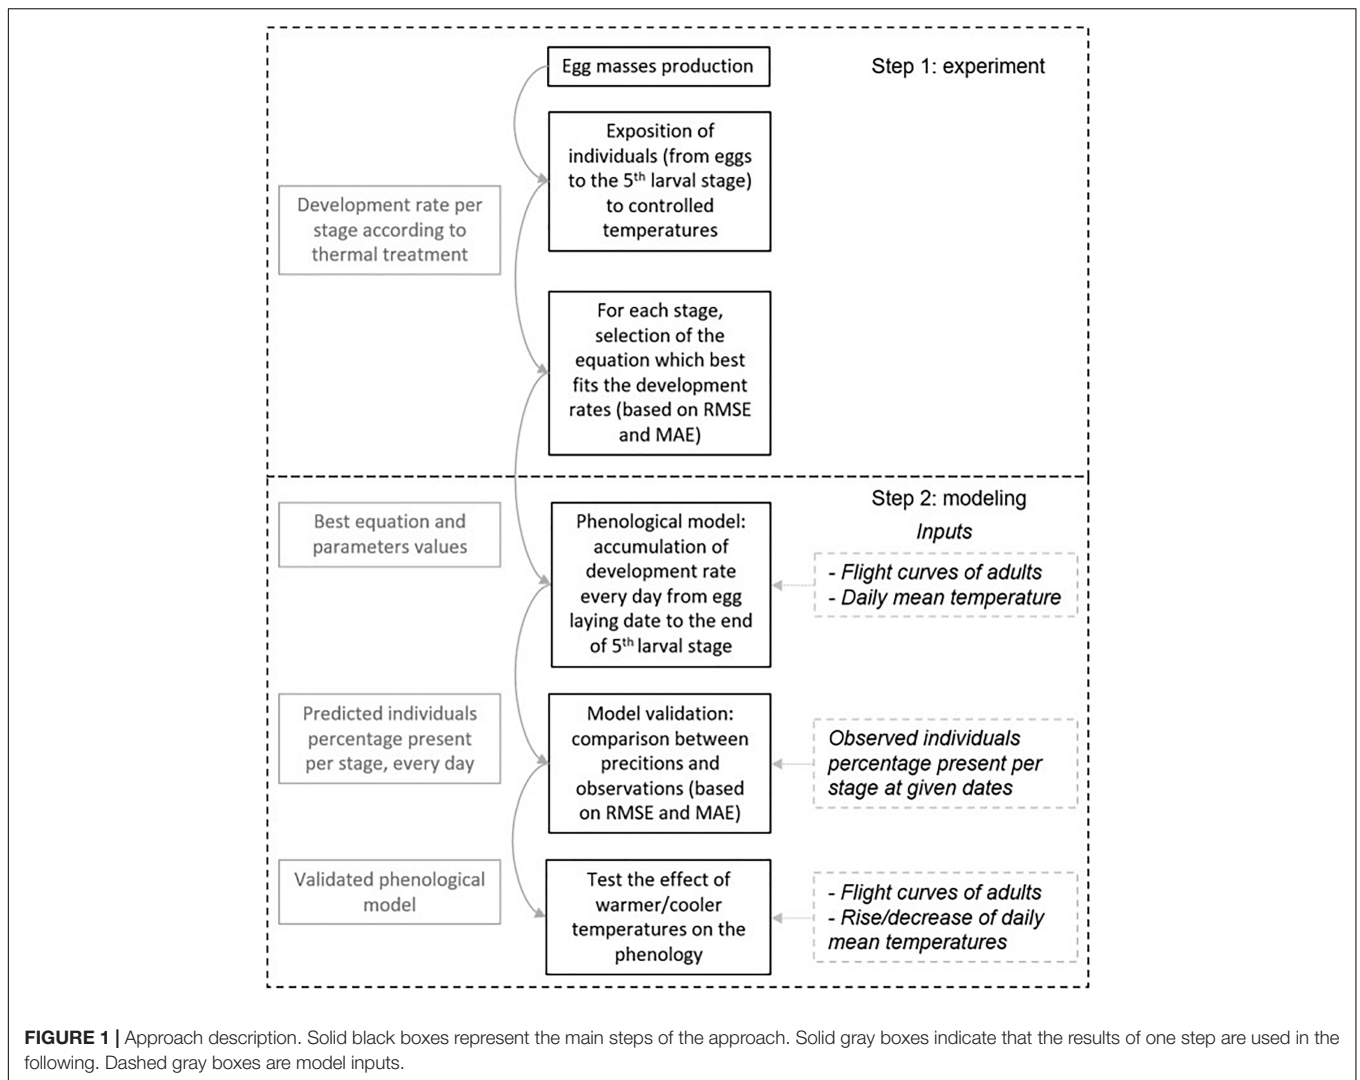 Egg masses production
Step 1: experiment
Exposition of
individuals (from eggs
to the 5th larval stage)
to controlled
temperatures
Development rate per
stage according to
thermal treatment
For each stage,
selection of the
equation which best
fits the development
rates (based on RMSE
and MAE)
Step 2: modeling
Inputs
Best equation and
parameters values
Phenological model:
accumulation of
development rate
every day from egg
laying date to the end
of 5th larval stage
- Flight curves of adults
- Daily mean temperature
Predicted individuals
percentage present
per stage, every day
Model validation:
comparison between
precitions and
observations (based
on RMSE and MAE)
Observed individuals
percentage present per
stage at given dates
Validated phenological
model
Test the effect of
warmer/cooler
temperatures on the
phenology
- Flight curves of adults
- Rise/decrease of daily
mean temperatures
FIGURE 1 | Approach description. Solid black boxes represent the main steps of the approach. Solid gray boxes indicate that the results of one step are used in the
following. Dashed gray boxes are model inputs.